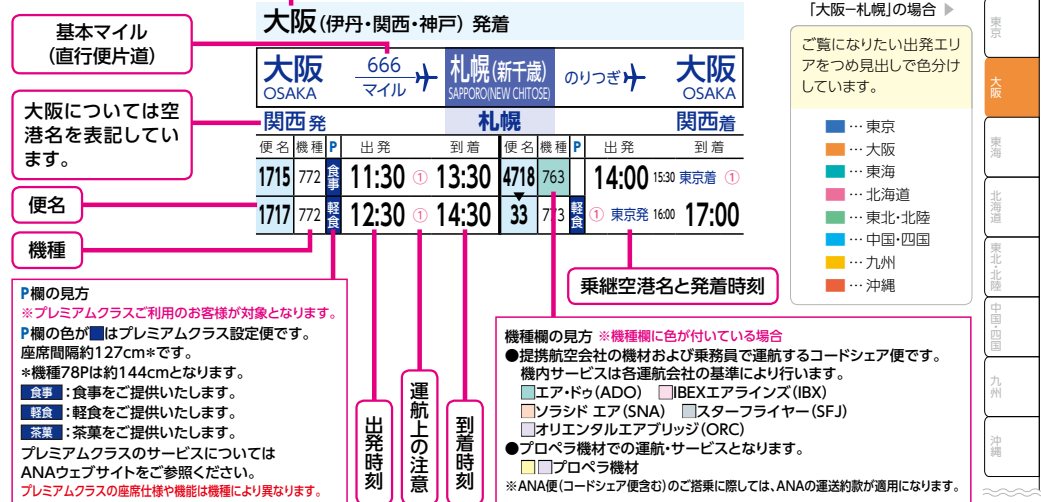 「大阪−札幌」の場合 ▶
大阪(伊丹・関西・神戸) 発着
基本マイル
(直行便片道)
大阪
OSAKA
666
マイル
札幌(新千歳)
SAPPORO(NEW CHITOSE)
のりつぎ
大阪
OSAKA
大阪については空
港名を表記してい
ます。
関西発
札幌
関西着
便名 機種 P 出発 到着 便名 機種 P 出発 到着
1715 772 食事 11:30 ① 13:30 4718 763 14:00 15:30 東京着 ①
1717 772 軽食 12:30 ① 14:30 33 773 軽食 ① 東京発 16:00 17:00
便名
機種
出発時刻
運航上の注意
到着時刻
乗継空港名と発着時刻
P欄の見方
※プレミアムクラスご利用のお客様が対象となります。
P欄の色が■はプレミアムクラス設定便です。
座席間隔約127cm*です。
*機種78Pは約144cmとなります。
食事:食事をご提供いたします。
軽食:軽食をご提供いたします。
茶菓:茶菓をご提供いたします。
プレミアムクラスのサービスについては
ANAウェブサイトをご参照ください。
プレミアムクラスの座席仕様や機能は機種により異なります。
機種欄の見方 ※機種欄に色が付いている場合
●提携航空会社の機材および乗務員で運航するコードシェア便です。
機内サービスは各運航会社の基準により行います。
エア・ドゥ(ADO) IBEXエアラインズ(IBX)
ソラシド エア(SNA) スターフライヤー(SFJ)
オリエンタルエアブリッジ(ORC)
●プロペラ機材での運航・サービスとなります。
プロペラ機材
※ANA便(コードシェア便含む)のご搭乗に際しては、ANAの運送約款が適用になります。
ご覧になりたい出発エリ
アをつめ見出しで色分け
しています。
…東京
…大阪
…東海
…北海道
…東北・北陸
…中国・四国
…九州
…沖縄
東京
大阪
東海
北海道
東北・北陸
中国・四国
九州
沖縄